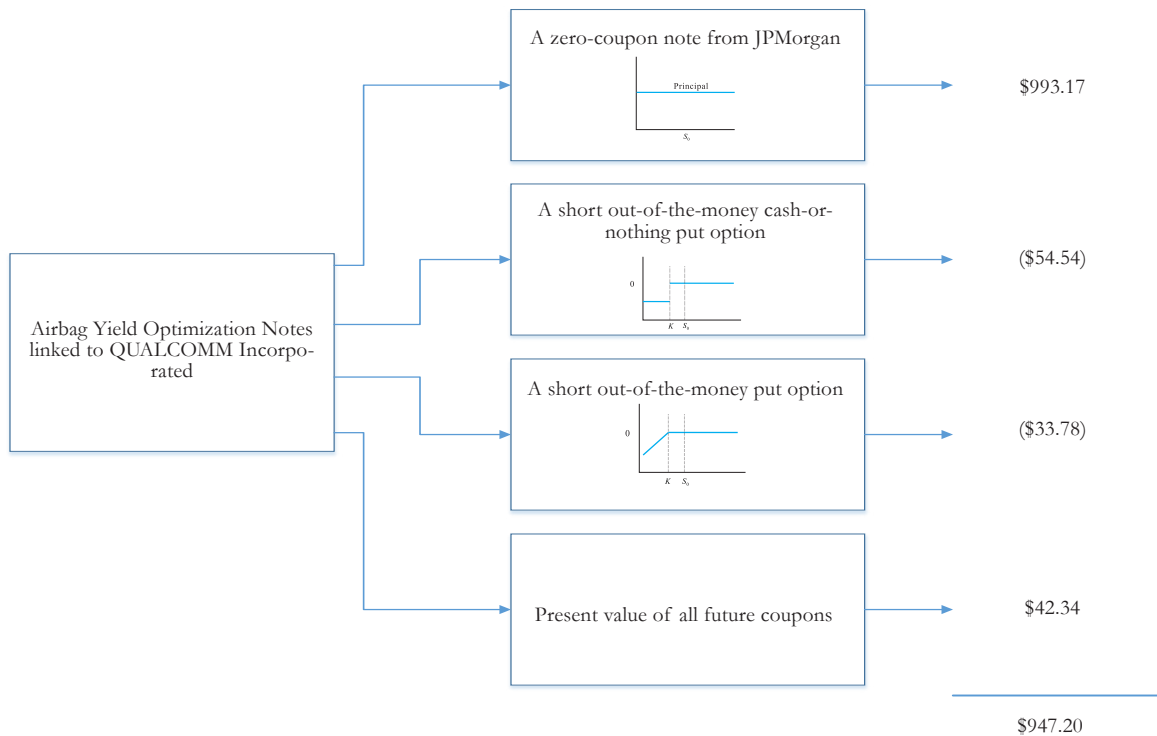 A zero-coupon note from JPMorgan
Principal
S₀
$993.17
A short out-of-the-money cash-or-
nothing put option
0
K S₀
($54.54)
Airbag Yield Optimization Notes
linked to QUALCOMM Incorpo-
rated
A short out-of-the-money put option
0
K S₀
($33.78)
Present value of all future coupons
$42.34
$947.20